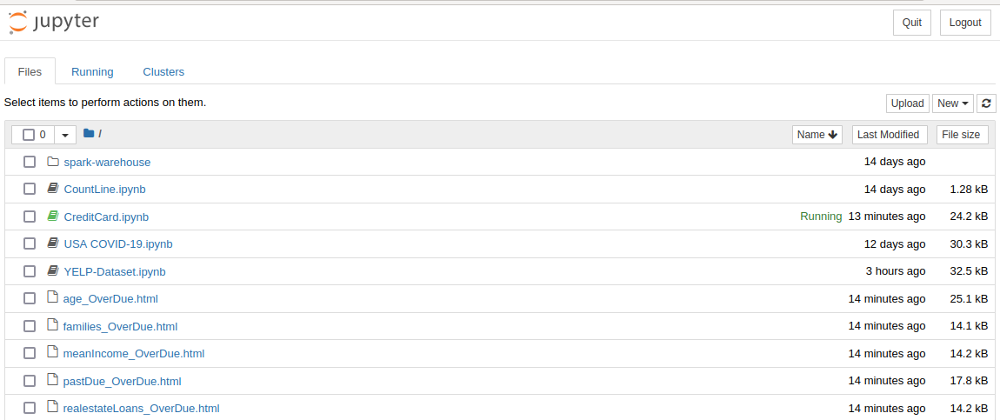 jupyter Quit Logout
Files Running Clusters
Select items to perform actions on them. Upload New
0 / Name Last Modified File size
spark-warehouse 14 days ago
CountLine.ipynb 14 days ago 1.28 kB
CreditCard.ipynb Running 13 minutes ago 24.2 kB
USA COVID-19.ipynb 12 days ago 30.3 kB
YELP-Dataset.ipynb 3 hours ago 32.5 kB
age_OverDue.html 14 minutes ago 25.1 kB
families_OverDue.html 14 minutes ago 14.1 kB
meanIncome_OverDue.html 14 minutes ago 14.2 kB
pastDue_OverDue.html 14 minutes ago 17.8 kB
realestateLoans_OverDue.html 14 minutes ago 14.2 kB